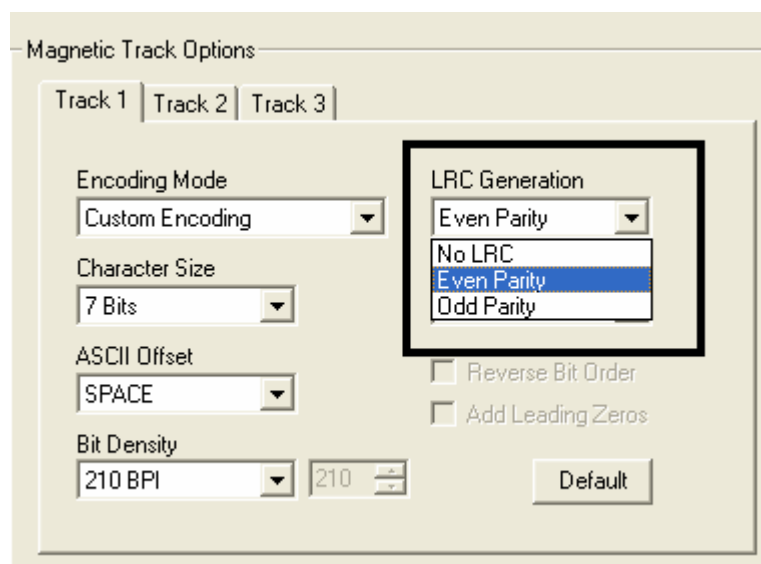 Magnetic Track Options
Track 1 Track 2 Track 3
Encoding Mode
Custom Encoding
Character Size
7 Bits
ASCII Offset
SPACE
Bit Density
210 BPI 210
LRC Generation
Even Parity
No LRC
Even Parity
Odd Parity
Reverse Bit Order
Add Leading Zeros
Default